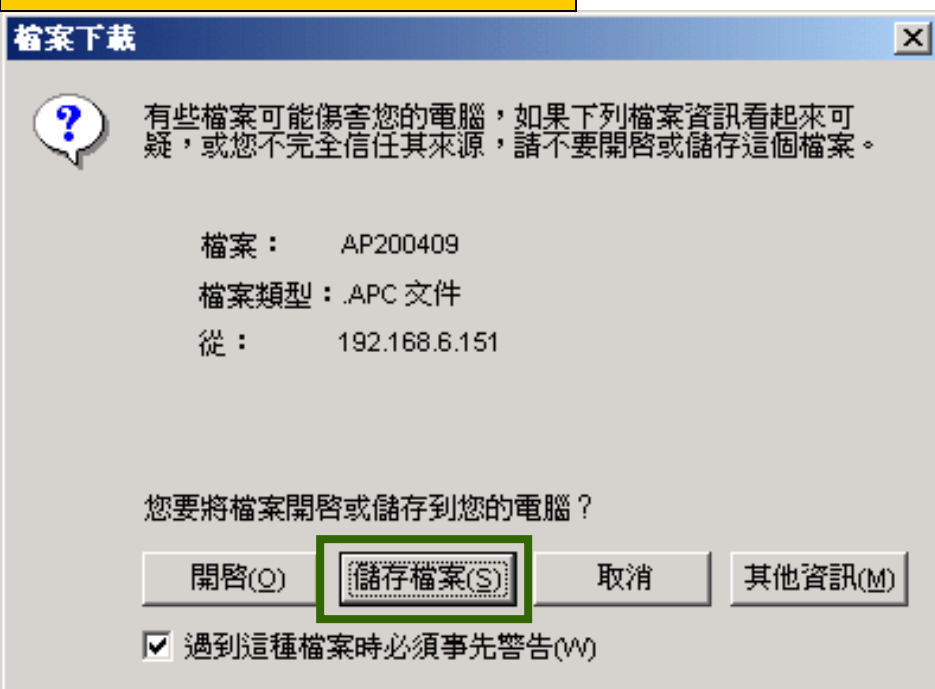 檔案下載
有些檔案可能傷害您的電腦，如果下列檔案資訊看起來可
疑，或您不完全信任其來源，請不要開啓或儲存這個檔案。
檔案： AP200409
檔案類型：.APC 文件
從： 192.168.6.151
您要將檔案開啓或儲存到您的電腦？
開啓(O) 儲存檔案(S) 取消 其他資訊(M)
遇到這種檔案時必須事先警告(W)